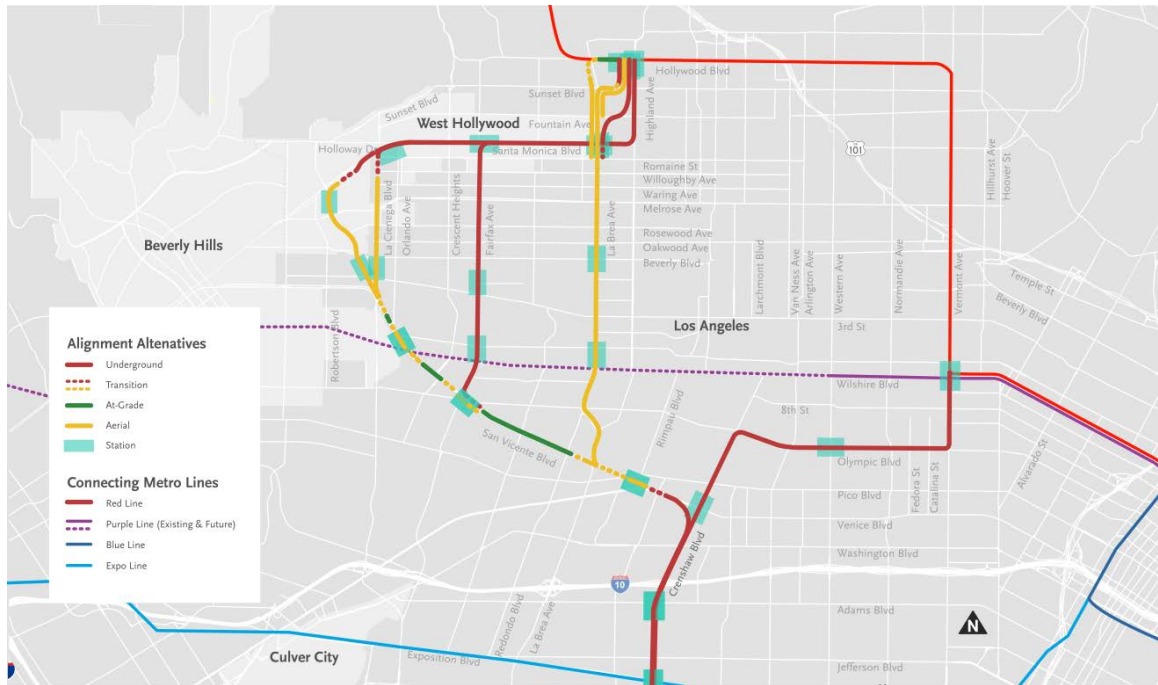 Hollywood Blvd
Sunset Blvd
Sunset Blvd
Highland Ave
West Hollywood
Fountain Ave
Holloway Dr
Santa Monica Blvd
101
Hillhurst Ave
Hoover St
Romaine St
Willoughby Ave
Waring Ave
Melrose Ave
La Cienega Blvd
Orlando Ave
Crescent Heights
Fairfax Ave
La Brea Ave
Rosewood Ave
Oakwood Ave
Beverly Blvd
Beverly Hills
Larchmont Blvd
Van Ness Ave
Arlington Ave
Western Ave
Normandie Ave
Vermont Ave
Temple St
Beverly Blvd
Los Angeles
3rd St
Robertson Blvd
Wilshire Blvd
Rimpau Blvd
8th St
San Vicente Blvd
Olympic Blvd
Alvarado St
Pico Blvd
Fedora St
Catalina St
Venice Blvd
Crenshaw Blvd
Washington Blvd
10
Adams Blvd
Redondo Blvd
La Brea Ave
N
Culver City
Exposition Blvd
Jefferson Blvd
Alignment Altenatives
Underground
Transition
At-Grade
Aerial
Station
Connecting Metro Lines
Red Line
Purple Line (Existing & Future)
Blue Line
Expo Line